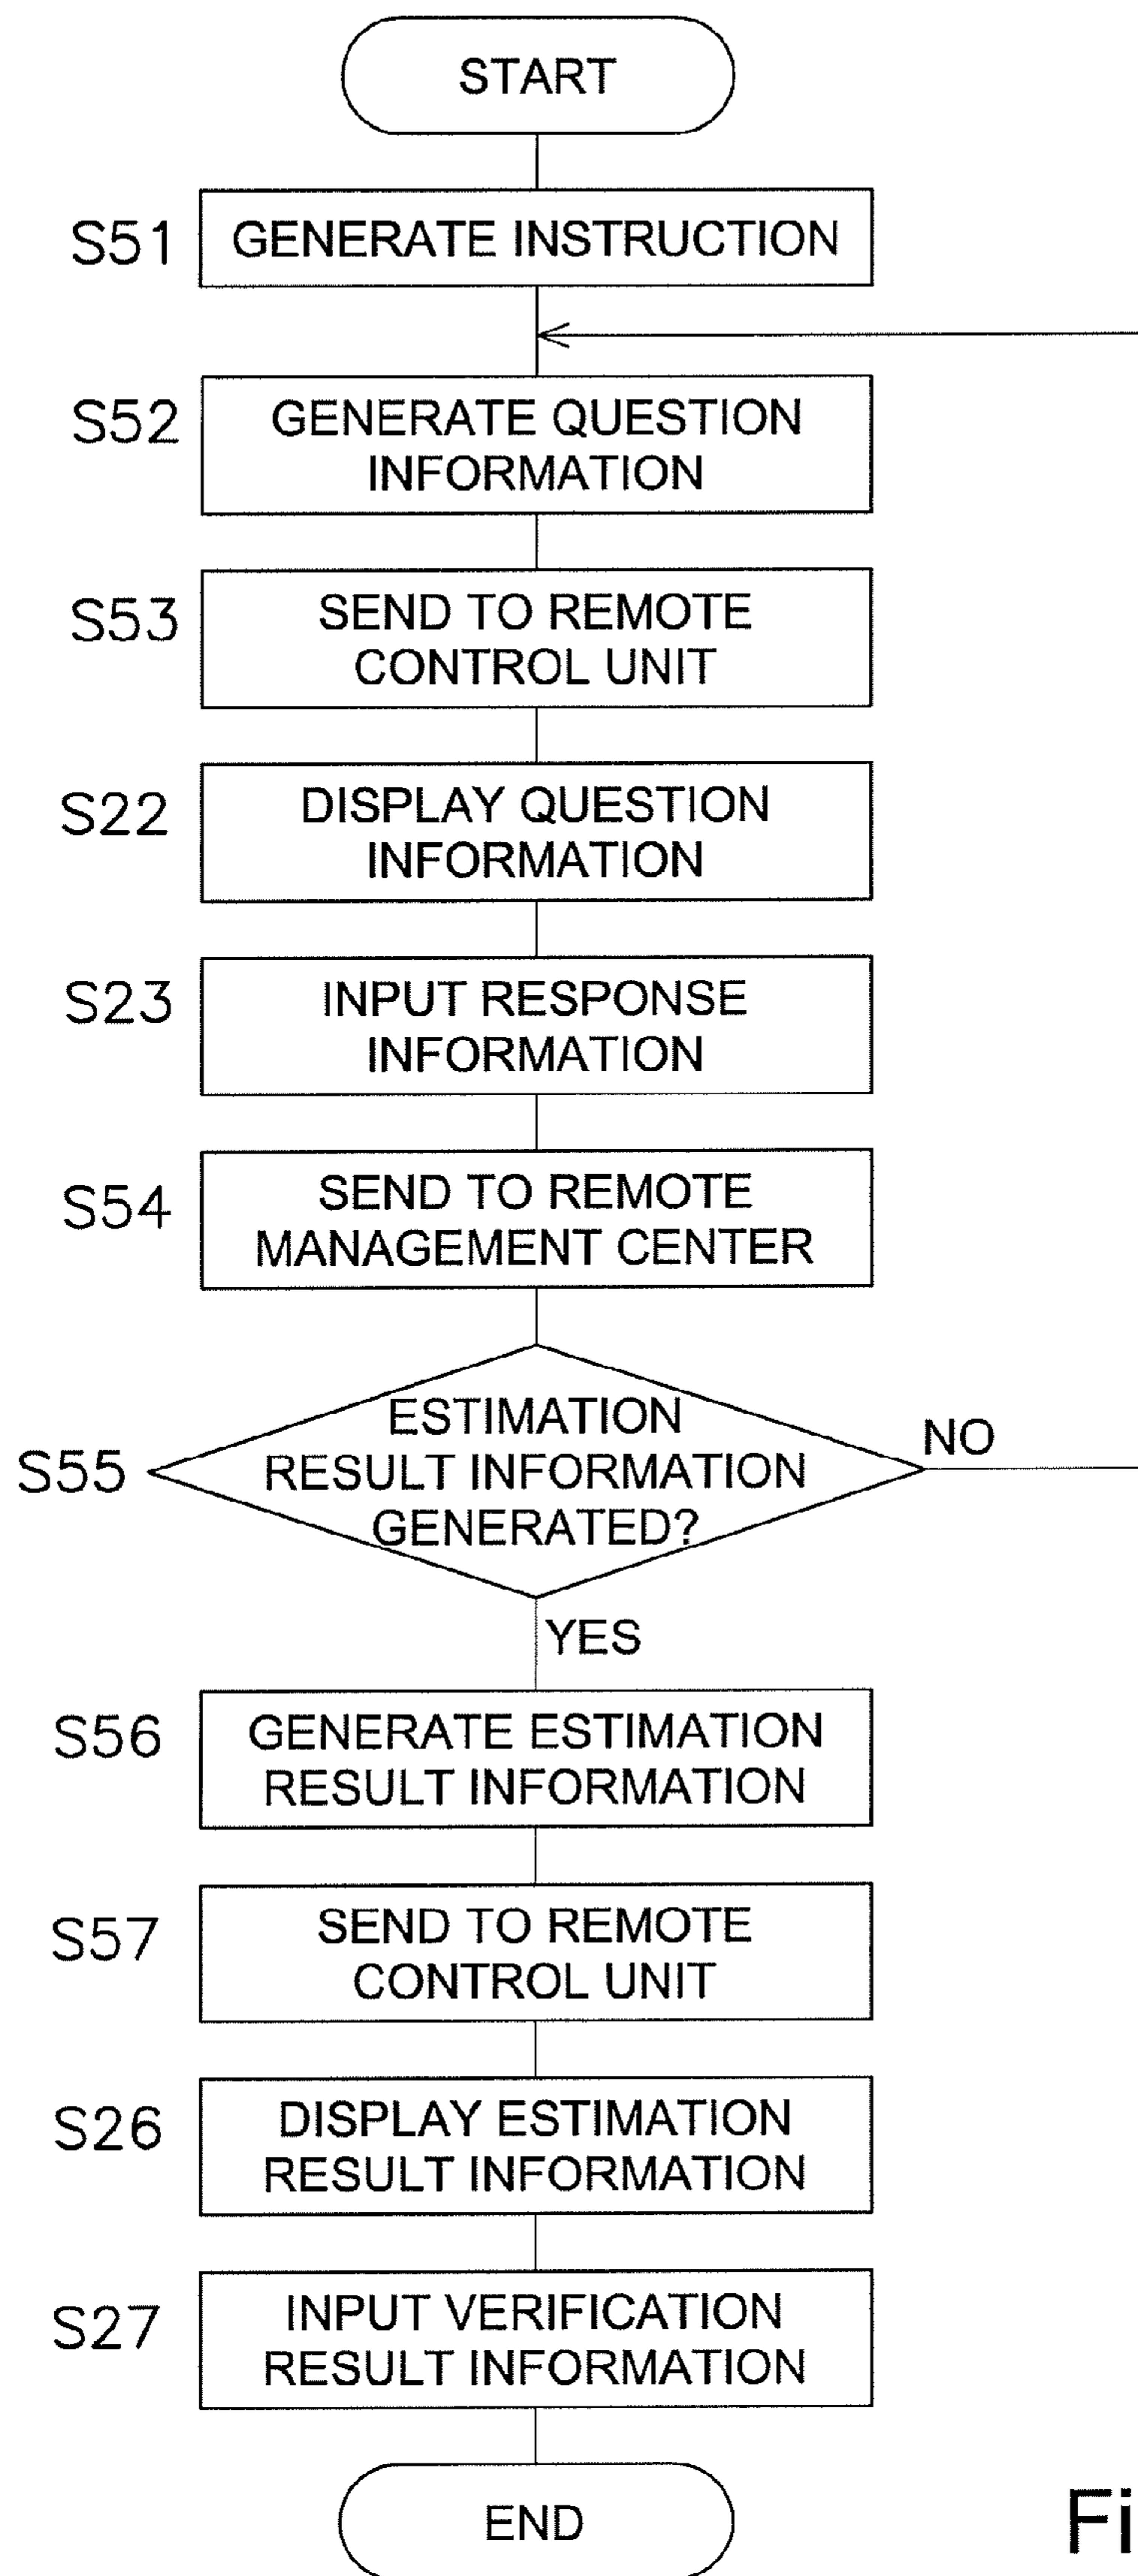 START
S51
GENERATE INSTRUCTION
S52
GENERATE QUESTION
INFORMATION
S53
SEND TO REMOTE
CONTROL UNIT
S22
DISPLAY QUESTION
INFORMATION
S23
INPUT RESPONSE
INFORMATION
S54
SEND TO REMOTE
MANAGEMENT CENTER
S55
ESTIMATION
RESULT INFORMATION
GENERATED?
NO
YES
S56
GENERATE ESTIMATION
RESULT INFORMATION
S57
SEND TO REMOTE
CONTROL UNIT
S26
DISPLAY ESTIMATION
RESULT INFORMATION
S27
INPUT VERIFICATION
RESULT INFORMATION
END
Fi